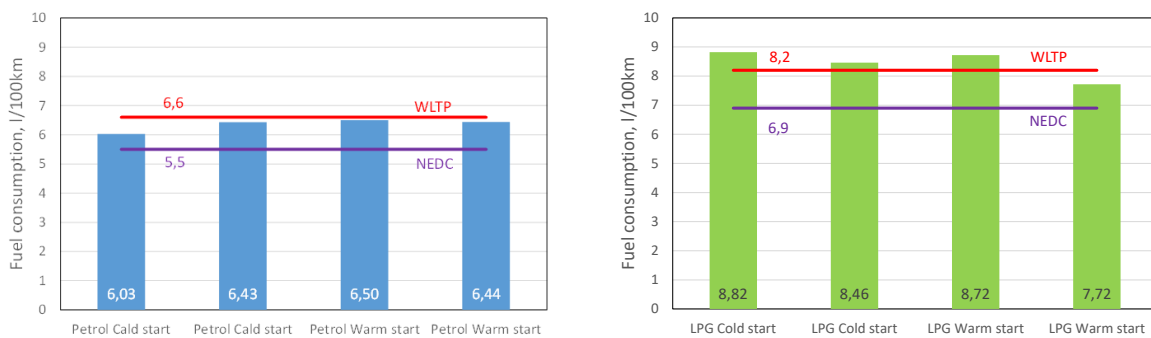 Fuel consumption, l/100km
10
9
8
7
6
5
4
3
2
1
0
6,6
WLTP
5,5
NEDC
6,03
6,43
6,50
6,44
Petrol Cald start
Petrol Cald start
Petrol Warm start
Petrol Warm start
Fuel consumption, l/100km
10
9
8
7
6
5
4
3
2
1
0
8,2
WLTP
6,9
NEDC
8,82
8,46
8,72
7,72
LPG Cold start
LPG Cold start
LPG Warm start
LPG Warm start